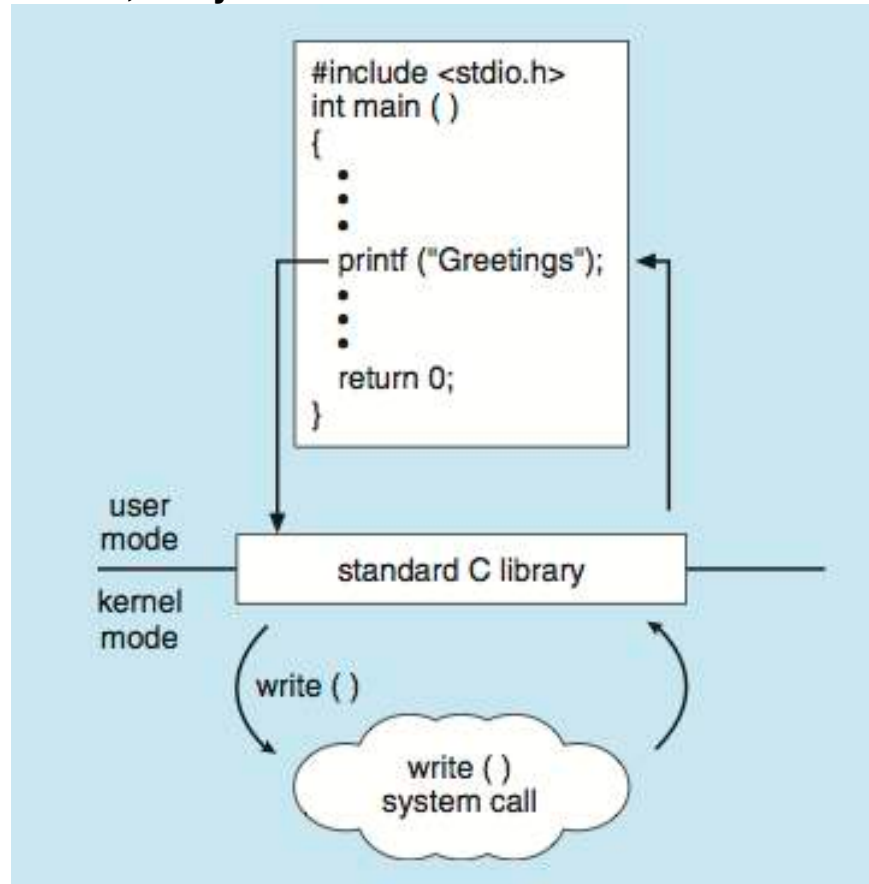 #include <stdio.h>
int main ( )
{
•
•
•
printf ("Greetings");
•
•
•
return 0;
}
user
mode
standard C library
kernel
mode
write ( )
write ( )
system call